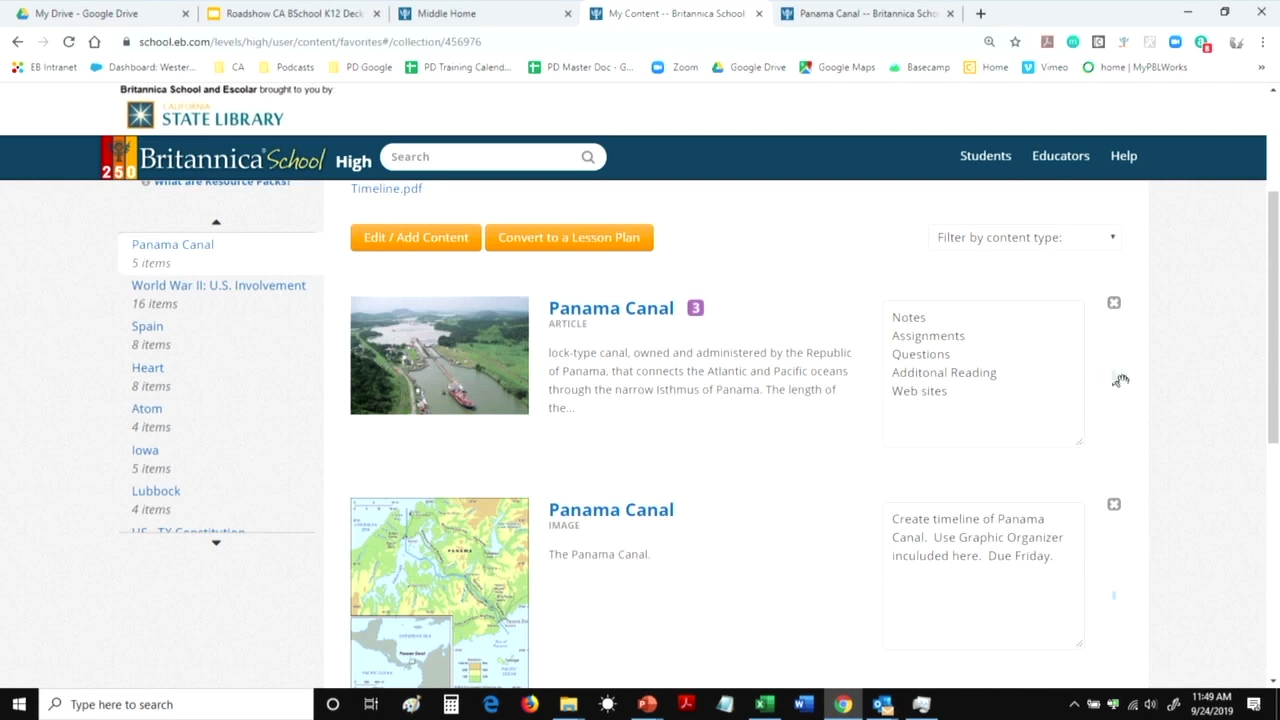 My Drive - Google Drive
Roadshow CA BSchool K12 Deck
Middle Home
My Content -- Britannica School
Panama Canal -- Britannica Scho
school.eb.com/levels/high/user/content/favorites#/collection/456976
EB Intranet
Dashboard: Wester...
CA
Podcasts
PD Google
PD Training Calend...
PD Master Doc - G...
Zoom
Google Drive
Google Maps
Basecamp
Home
Vimeo
home | MyPBLWorks
Britannica School and Escolar brought to you by
CALIFORNIA
STATE LIBRARY
250
Britannica School High
Search
Students
Educators
Help
What are Resource Packs?
Timeline.pdf
Edit / Add Content
Convert to a Lesson Plan
Filter by content type:
Panama Canal
5 items
World War II: U.S. Involvement
16 items
Spain
8 items
Heart
8 items
Atom
4 items
Iowa
5 items
Lubbock
4 items
US - TX Constitution
Panama Canal 3
ARTICLE
lock-type canal, owned and administered by the Republic
of Panama, that connects the Atlantic and Pacific oceans
through the narrow Isthmus of Panama. The length of
the...
Notes
Assignments
Questions
Additonal Reading
Web sites
Panama Canal
IMAGE
The Panama Canal.
Create timeline of Panama
Canal. Use Graphic Organizer
inculuded here. Due Friday.
PANAMA
Type here to search
11:49 AM
9/24/2019